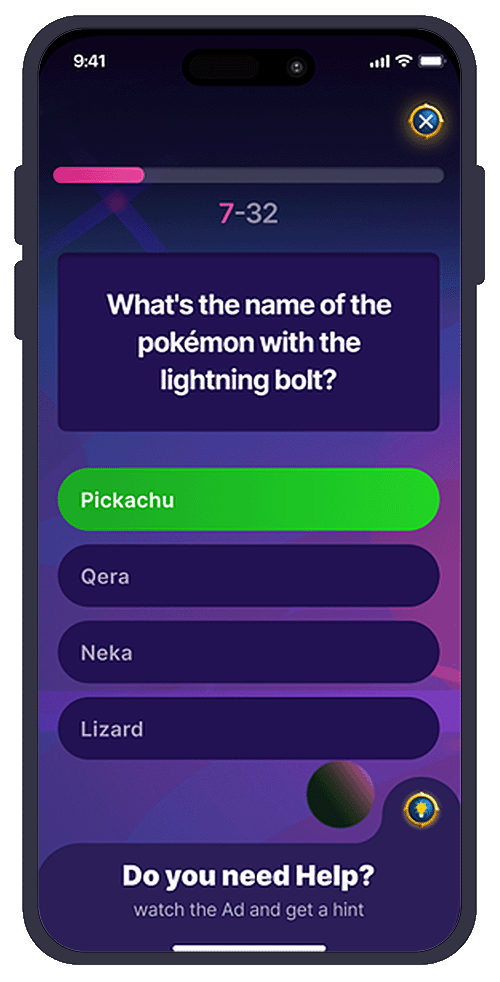 9:41
7-32
What's the name of the
pokémon with the
lightning bolt?
Pickachu
Qera
Neka
Lizard
Do you need Help?
watch the Ad and get a hint